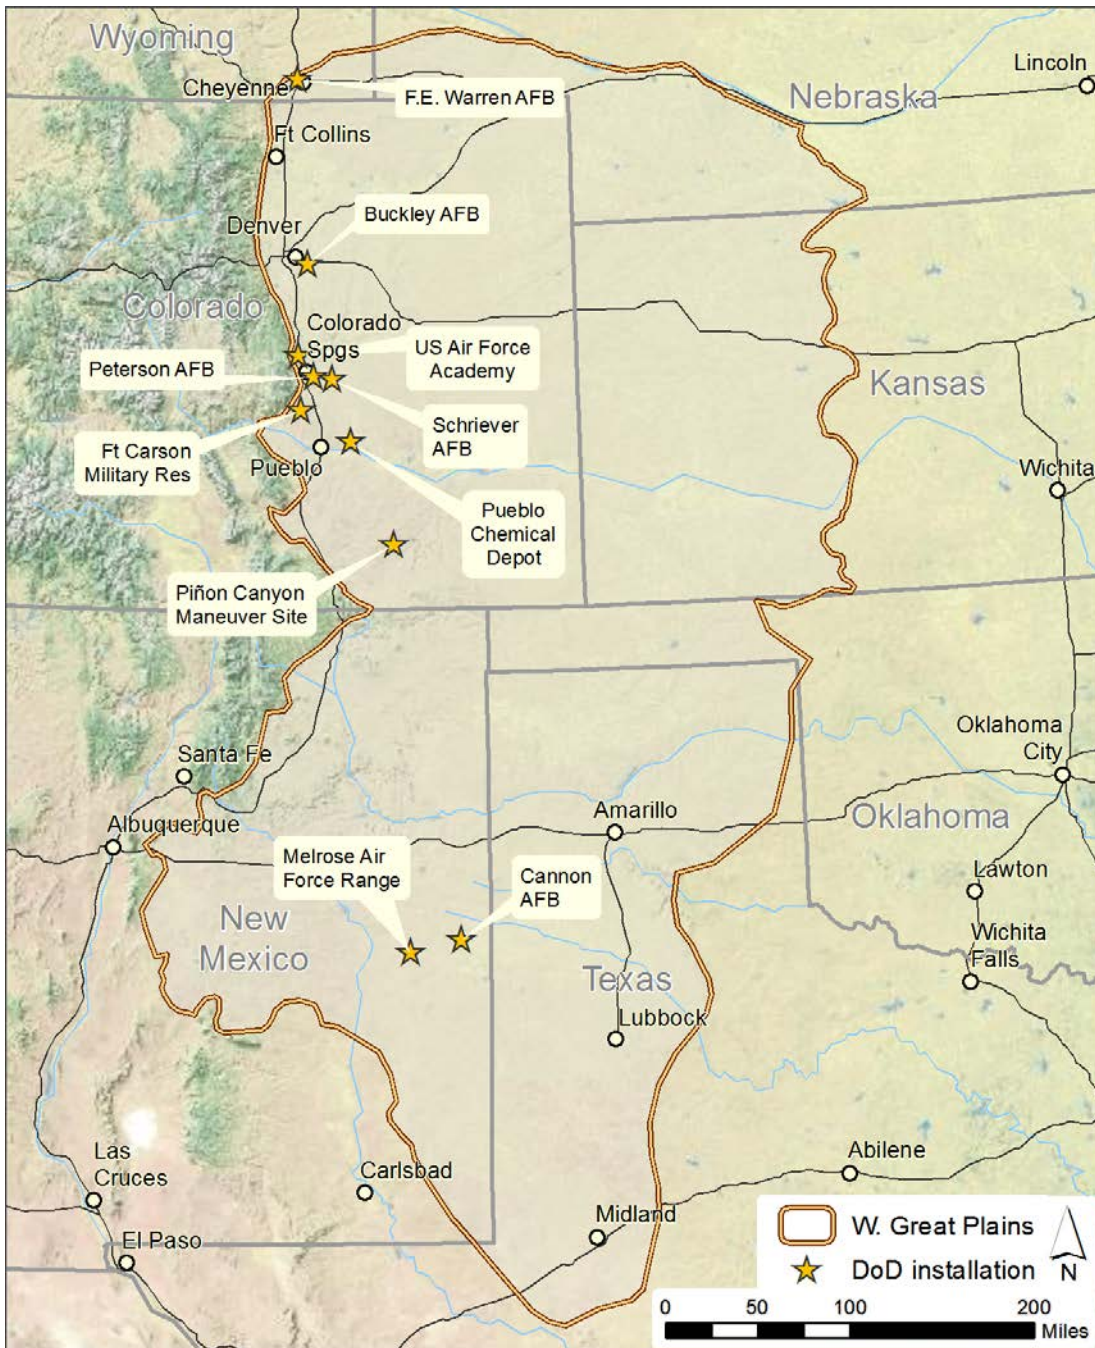 Wyoming
Cheyenne
F.E. Warren AFB
Nebraska
Lincoln
Ft Collins
Buckley AFB
Denver
Colorado
Colorado
Spgs
US Air Force
Academy
Peterson AFB
Kansas
Schriever
AFB
Ft Carson
Military Res
Pueblo
Wichita
Pueblo
Chemical
Depot
Piñon Canyon
Maneuver Site
Santa Fe
Oklahoma
City
Albuquerque
Amarillo
Oklahoma
Melrose Air
Force Range
Cannon
AFB
Lawton
New
Mexico
Wichita
Falls
Texas
Lubbock
Las
Cruces
Carlsbad
Abilene
Midland
El Paso
W. Great Plains
DoD installation
N
0 50 100 200
Miles